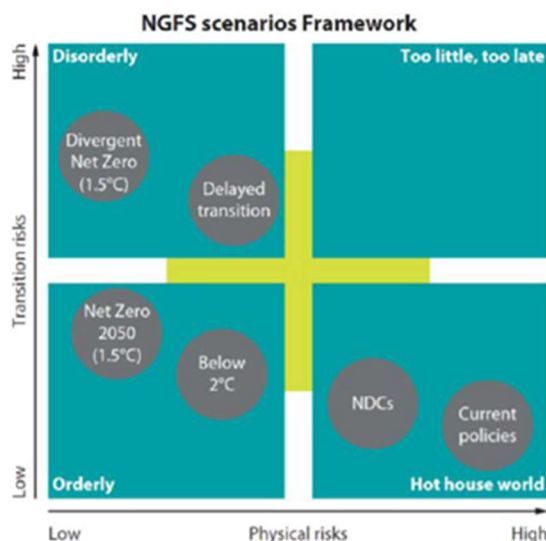 NGFS scenarios Framework
High
Transition risks
Low
Disorderly
Too little, too late
Divergent
Net Zero
(1.5°C)
Delayed
transition
Net Zero
2050
(1.5°C)
Below
2°C
NDCs
Current
policies
Orderly
Hot house world
Low
Physical risks
High